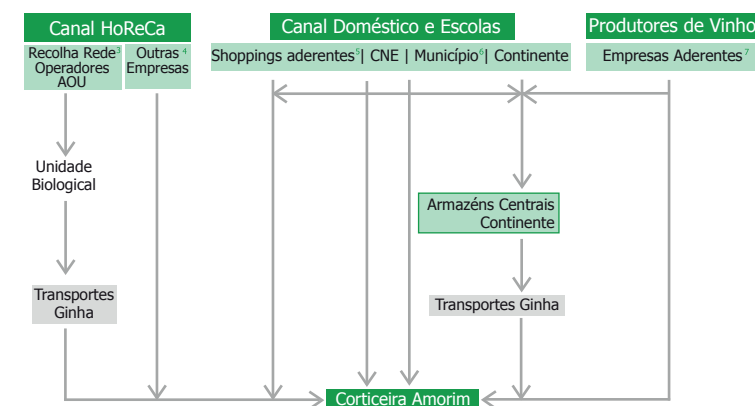 Canal HoReCa
Recolha Rede³
Operadores
AOU
Outras ⁴
Empresas
Canal Doméstico e Escolas
Shoppings aderentes⁵| CNE | Município⁶| Continente
Produtores de Vinho
Empresas Aderentes⁷
Unidade
Biological
Transportes
Ginha
Armazéns Centrais
Continente
Transportes Ginha
Corticeira Amorim